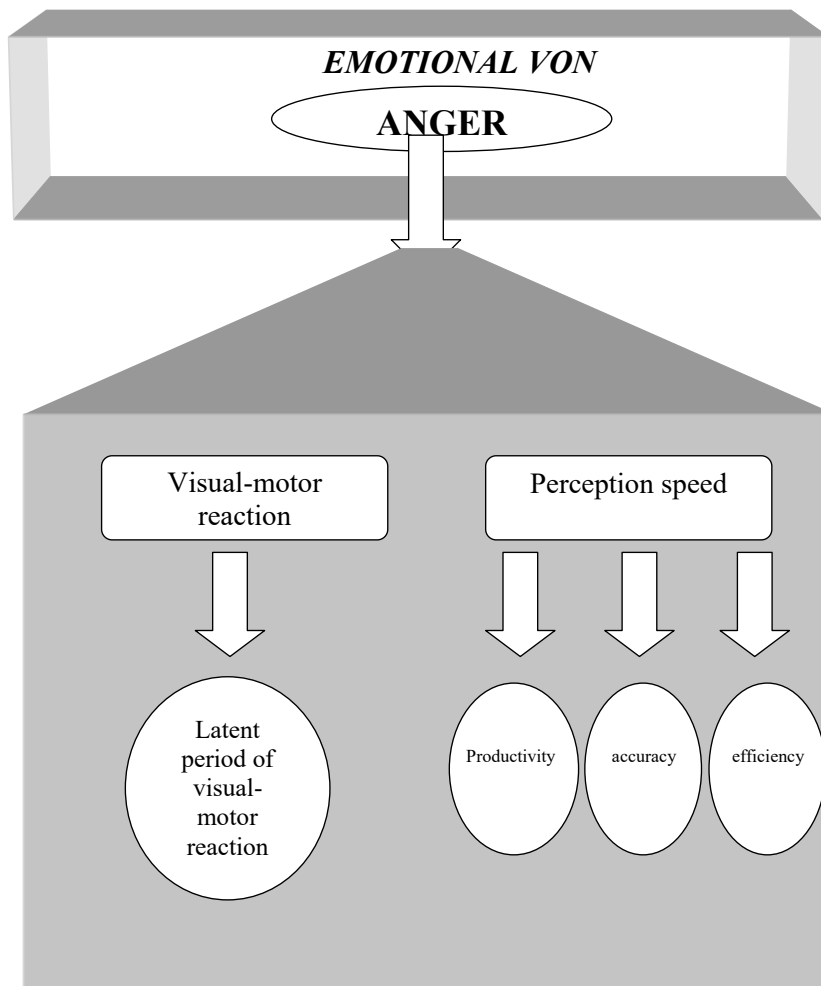 EMOTIONAL VON
ANGER
Visual-motor
reaction
Perception speed
Latent
period of
visual-
motor
reaction
Productivity
accuracy
efficiency